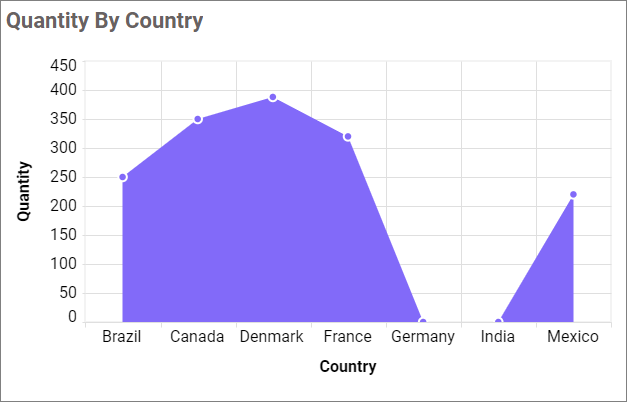 Quantity By Country
450
400
350
300
250
200
150
100
50
0
Quantity
Brazil Canada Denmark France Germany India Mexico
Country